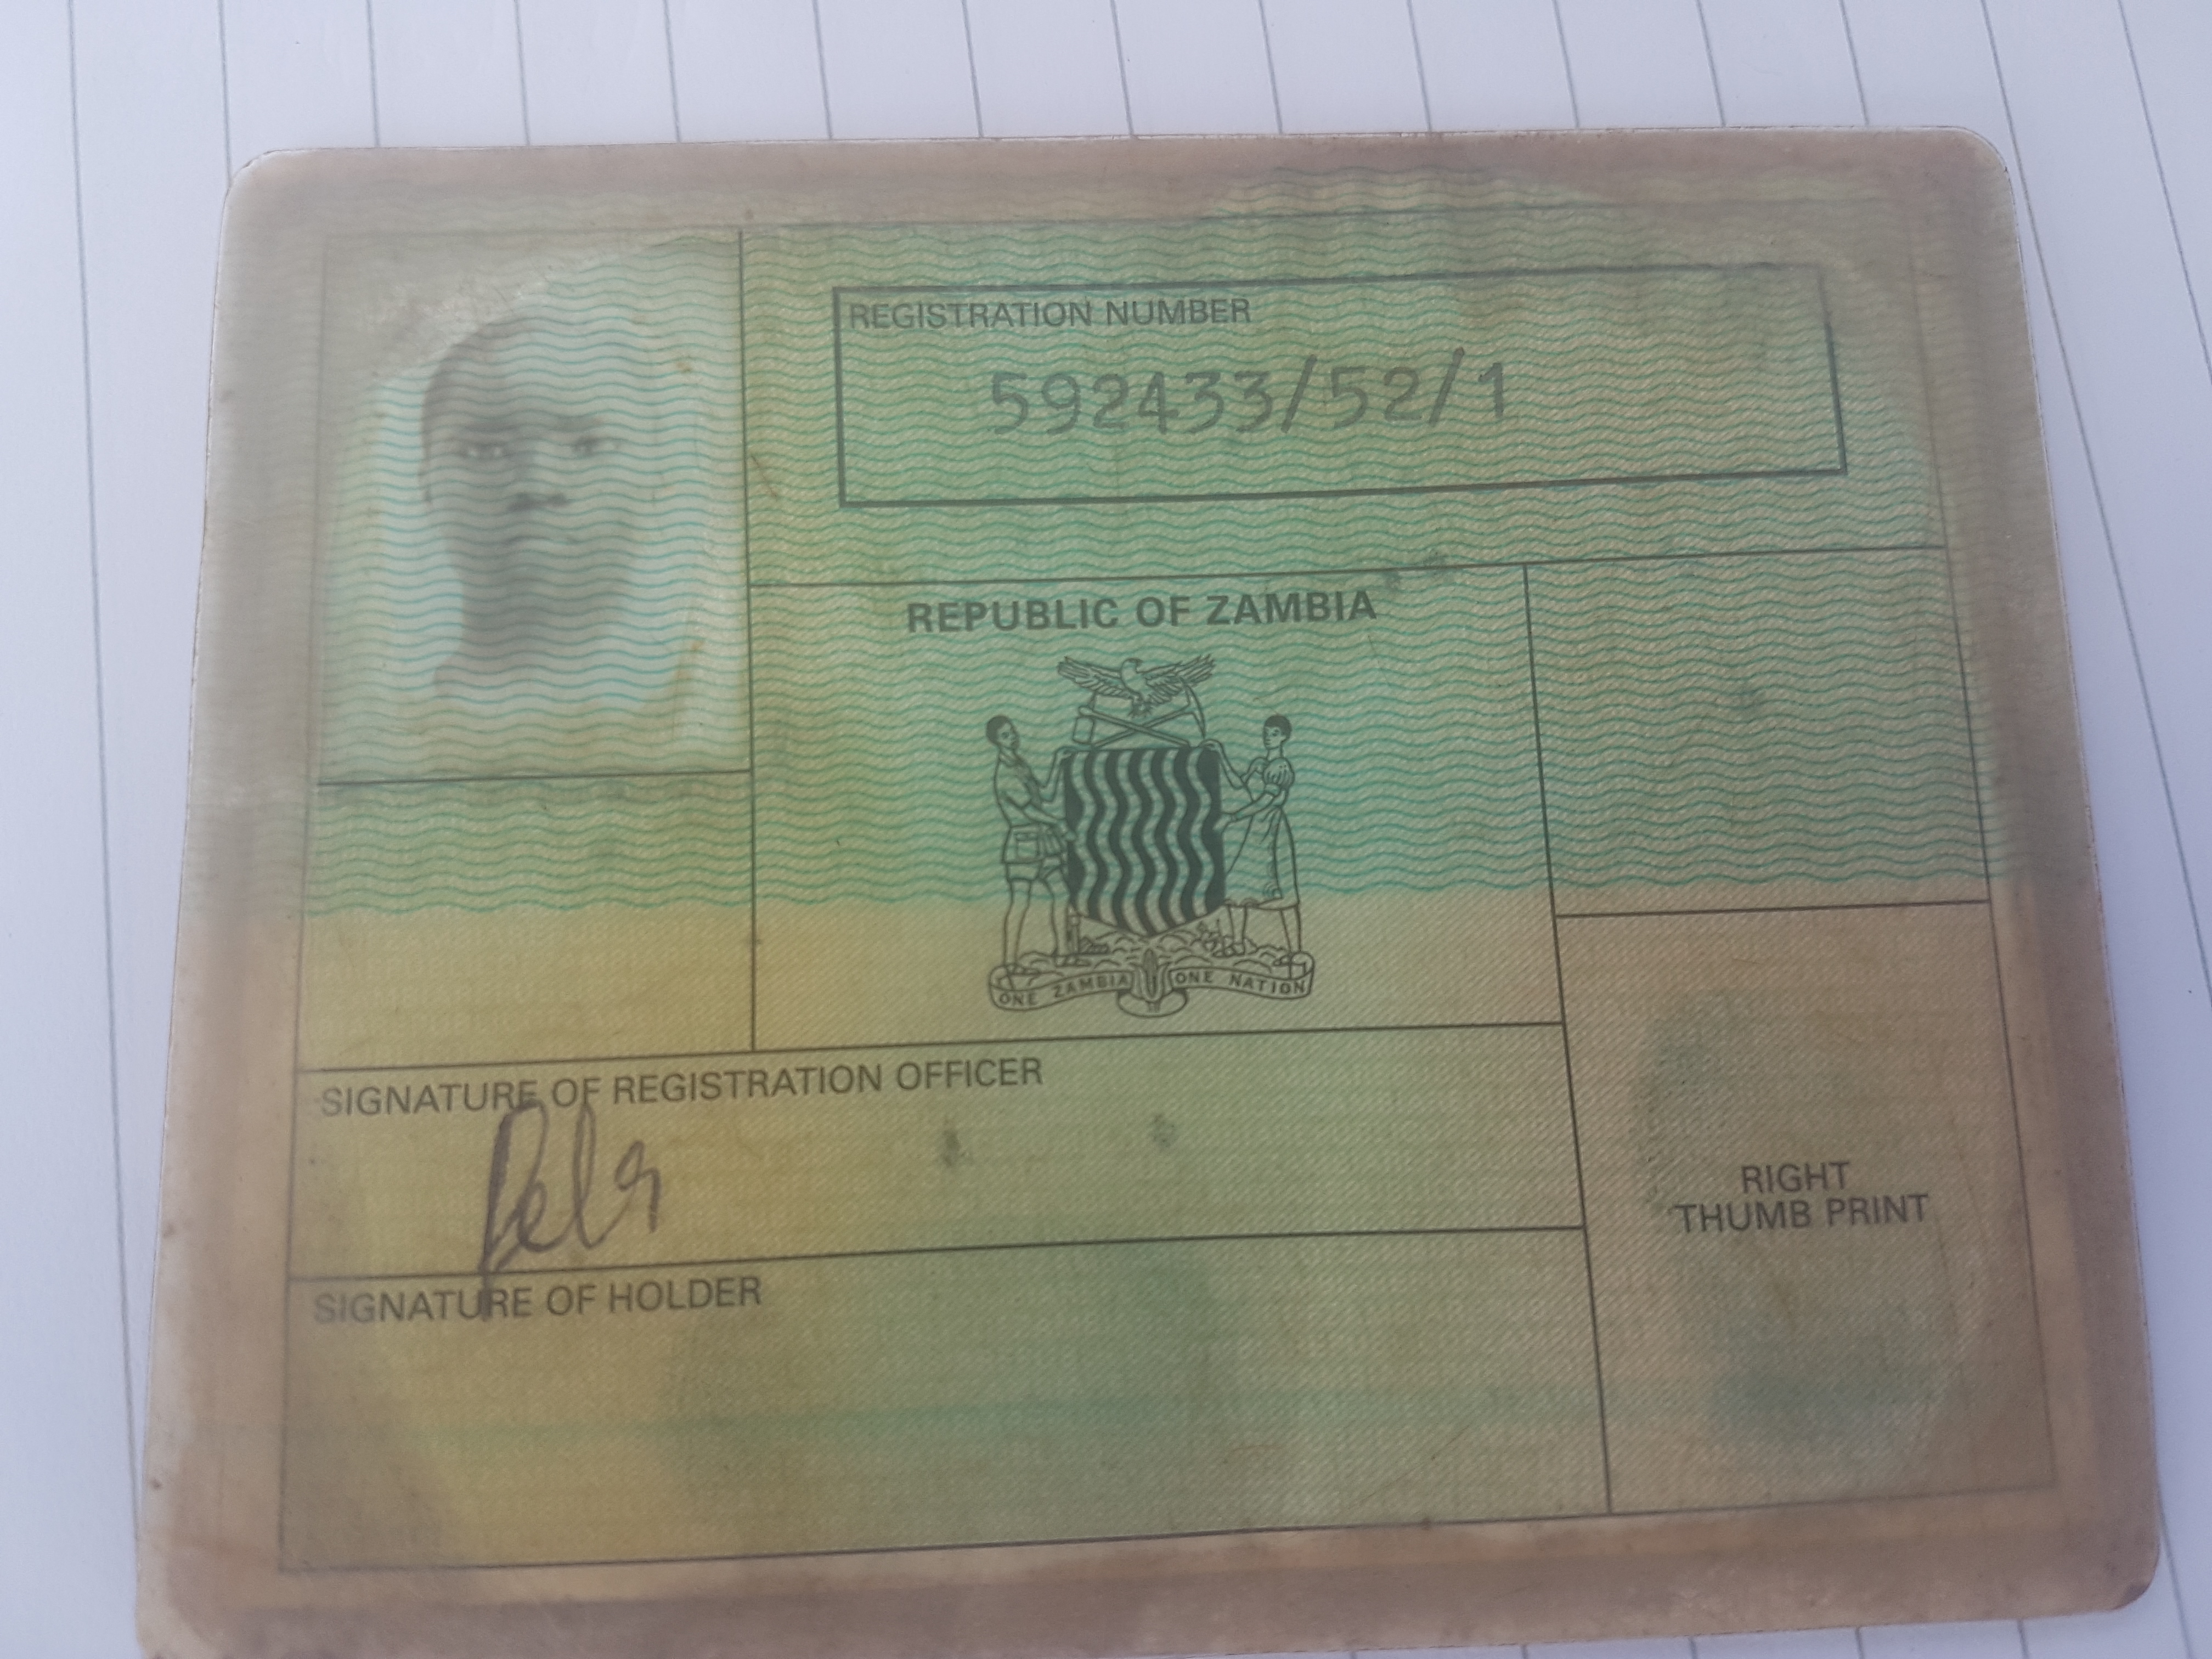 REGISTRATION NUMBER
592433/52/1
REPUBLIC OF ZAMBIA
ONE ZAMBIA ONE NATION
SIGNATURE OF REGISTRATION OFFICER
SIGNATURE OF HOLDER
RIGHT
THUMB PRINT